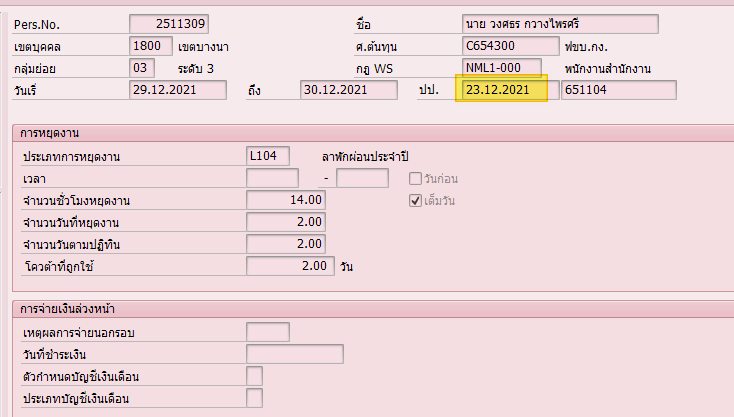 Pers.No. 2511309 ชื่อ นาย วงศธร กวางไพรศรี
เขตบุคคล 1800 เขตบางนา ศ.ต้นทุน C654300 ฟขบ.กง.
กลุ่มย่อย 03 ระดับ 3 กฎ WS NML1-000 พนักงานสำนักงาน
วันเริ่ 29.12.2021 ถึง 30.12.2021 ปป. 23.12.2021 651104
การหยุดงาน
ประเภทการหยุดงาน L104 ลาพักผ่อนประจำปี
เวลา - วันก่อน
จำนวนชั่วโมงหยุดงาน 14.00 เต็มวัน
จำนวนวันที่หยุดงาน 2.00
จำนวนวันตามปฏิทิน 2.00
โควต้าที่ถูกใช้ 2.00 วัน
การจ่ายเงินล่วงหน้า
เหตุผลการจ่ายนอกรอบ
วันที่ชำระเงิน
ตัวกำหนดบัญชีเงินเดือน
ประเภทบัญชีเงินเดือน